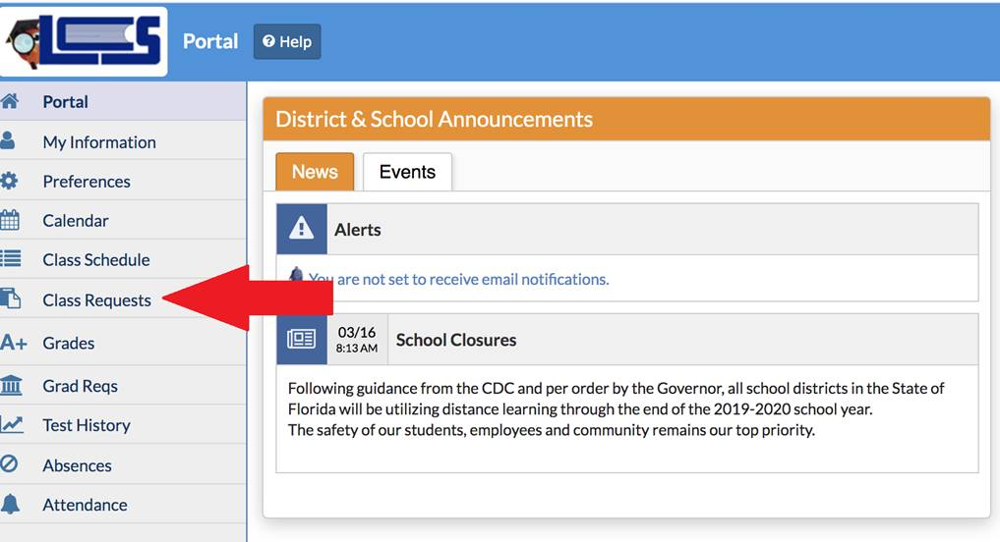 LCS
Portal
Help
Portal
My Information
Preferences
Calendar
Class Schedule
Class Requests
A+ Grades
Grad Reqs
Test History
Absences
Attendance
District & School Announcements
News
Events
Alerts
You are not set to receive email notifications.
03/16
8:13 AM
School Closures
Following guidance from the CDC and per order by the Governor, all school districts in the State of
Florida will be utilizing distance learning through the end of the 2019-2020 school year.
The safety of our students, employees and community remains our top priority.